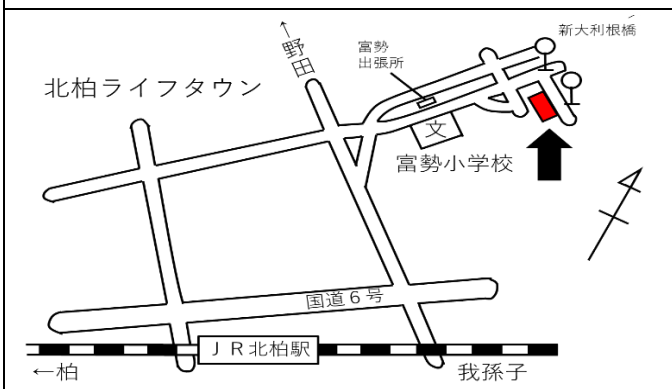 新大利根橋
←野田
富勢
出張所
北柏ライフタウン
文
富勢小学校
国道6号
JR北柏駅
←柏
我孫子